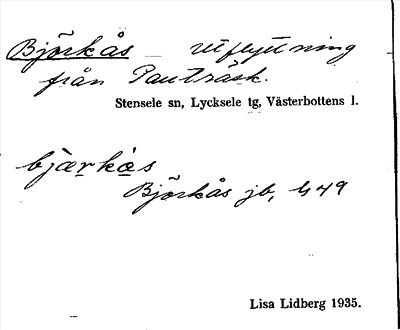 Björkås — utflyttning
från Pauträsk.
Stensele sn, Lycksele tg, Västerbottens l.
bjærkås
Björkås jb, 449
Lisa Lidberg 1935.